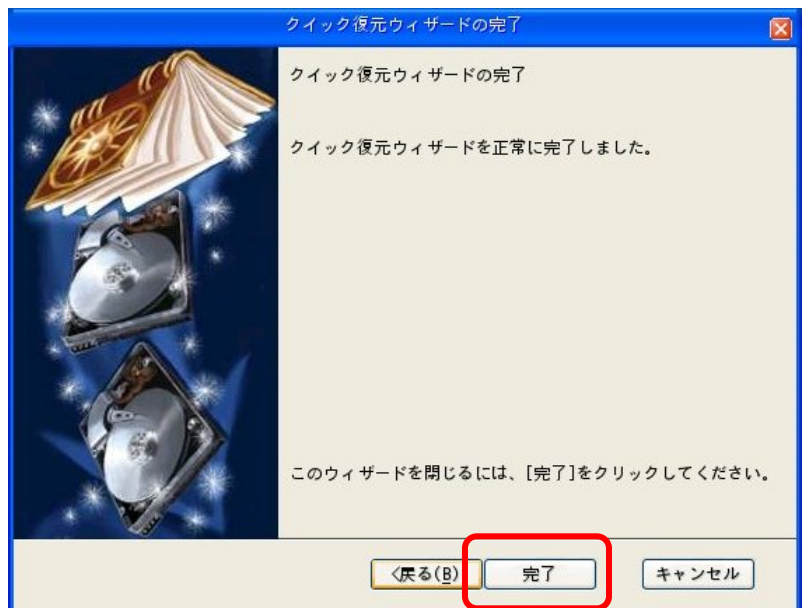 クイック復元ウィザードの完了
クイック復元ウィザードの完了
クイック復元ウィザードを正常に完了しました。
このウィザードを閉じるには、[完了]をクリックしてください。
<戻る(B) 完了 キャンセル